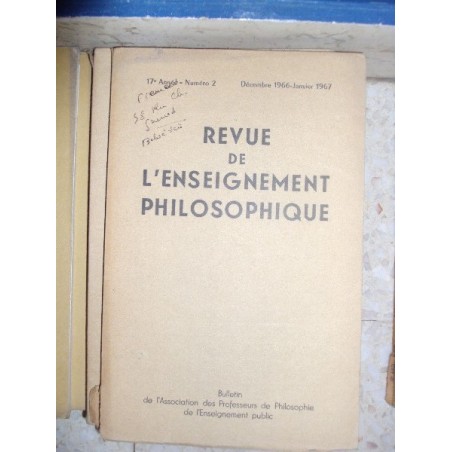 17e Année - Numéro 2 Décembre 1966-Janvier 1967
REVUE
DE
L'ENSEIGNEMENT
PHILOSOPHIQUE
Bulletin
de l'Association des Professeurs de Philosophie
de l'Enseignement public